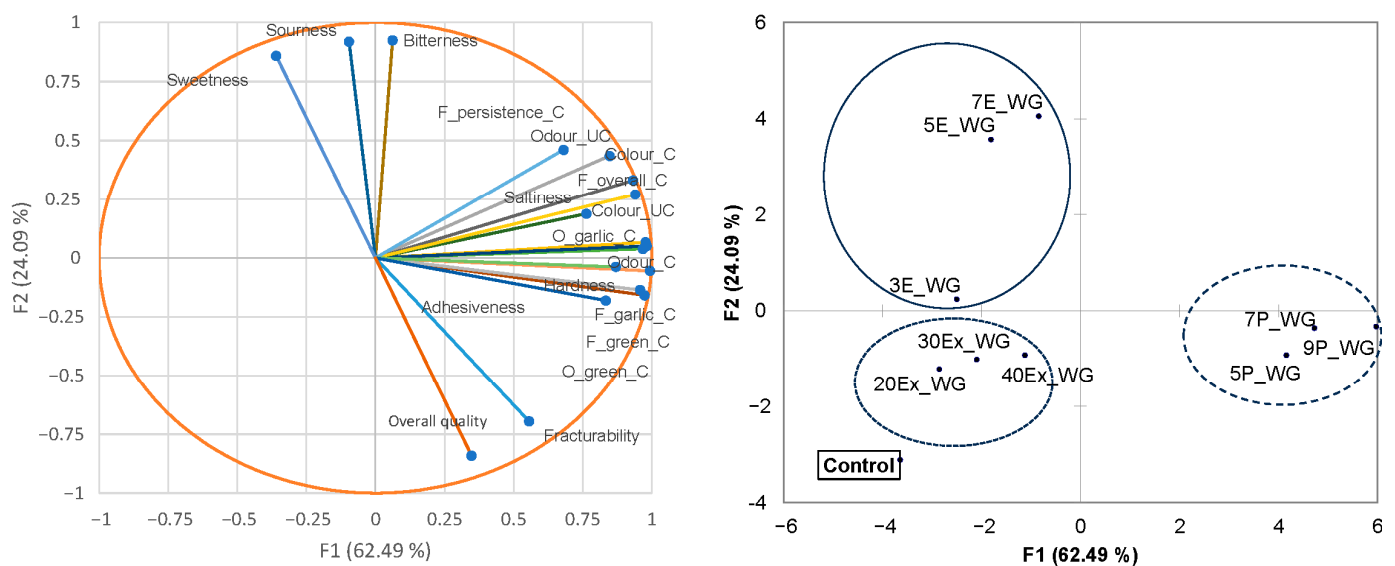 1
0.75
0.5
0.25
0
−0.25
−0.5
−0.75
−1
F2 (24.09 %)
Sourness
Bitterness
Sweetness
F_persistence_C
Odour_UC
Colour_C
F_overall_C
Saltiness
Colour_UC
O_garlic_C
Odour_C
Hardness
Adhesiveness
F_garlic_C
F_green_C
O_green_C
Overall quality
Fracturability
−1 −0.75 −0.5 −0.25 0 0.25 0.5 0.75 1
F1 (62.49 %)
6
4
2
0
−2
−4
F2 (24.09 %)
7E_WG
5E_WG
3E_WG
30Ex_WG
20Ex_WG
40Ex_WG
7P_WG
9P_WG
5P_WG
Control
−6 −4 −2 0 2 4 6
F1 (62.49 %)